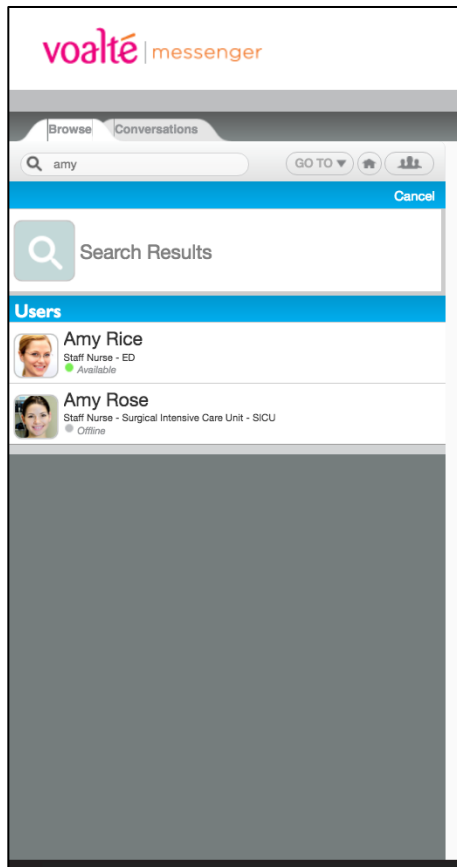 voalté | messenger
Browse Conversations
amy GO TO ▼
Cancel
Search Results
Users
Amy Rice
Staff Nurse - ED
Available
Amy Rose
Staff Nurse - Surgical Intensive Care Unit - SICU
Offline